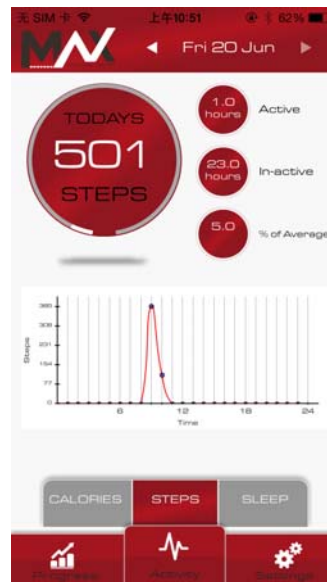 无 SIM 卡 上午10:51 62%
MAX
Fri 20 Jun
TODAYS
501
STEPS
1.0
hours
Active
23.0
hours
In-active
5.0
% of Average
385
308
231
154
77
0
Steps
6 12 18 24
Time
CALORIES STEPS SLEEP
Progress Activity Settings